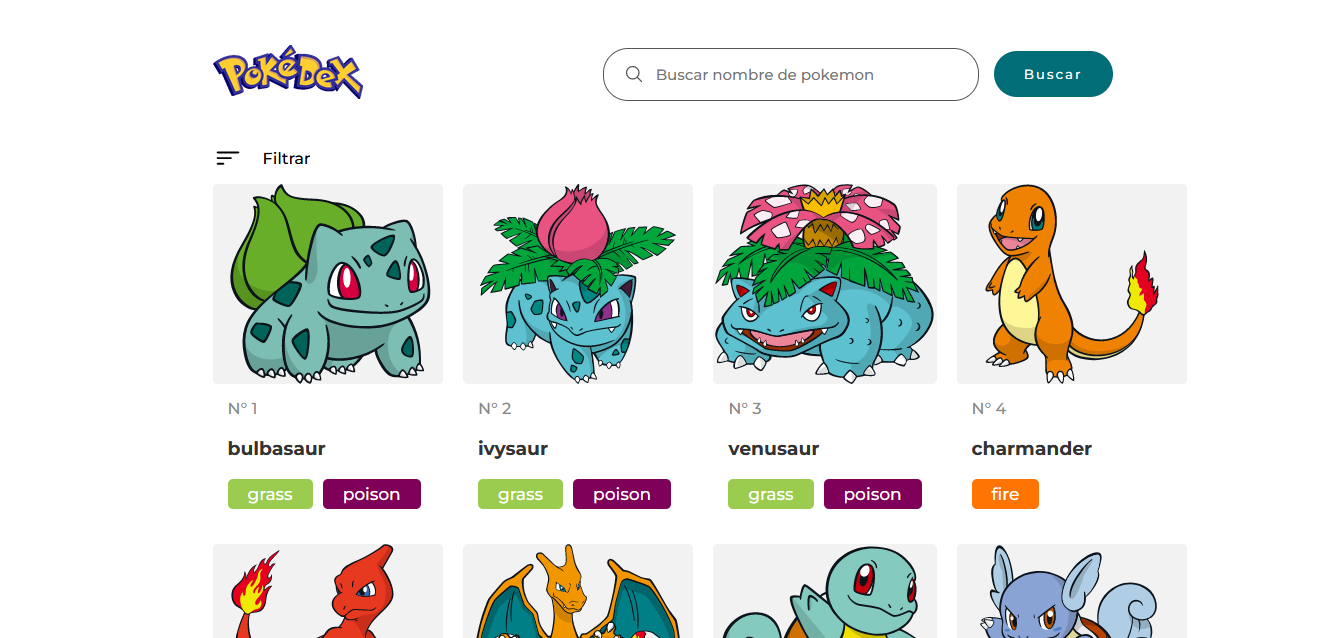 PoKéDeX
Buscar nombre de pokemon
Buscar
Filtrar
N° 1
bulbasaur
grass poison
N° 2
ivysaur
grass poison
N° 3
venusaur
grass poison
N° 4
charmander
fire